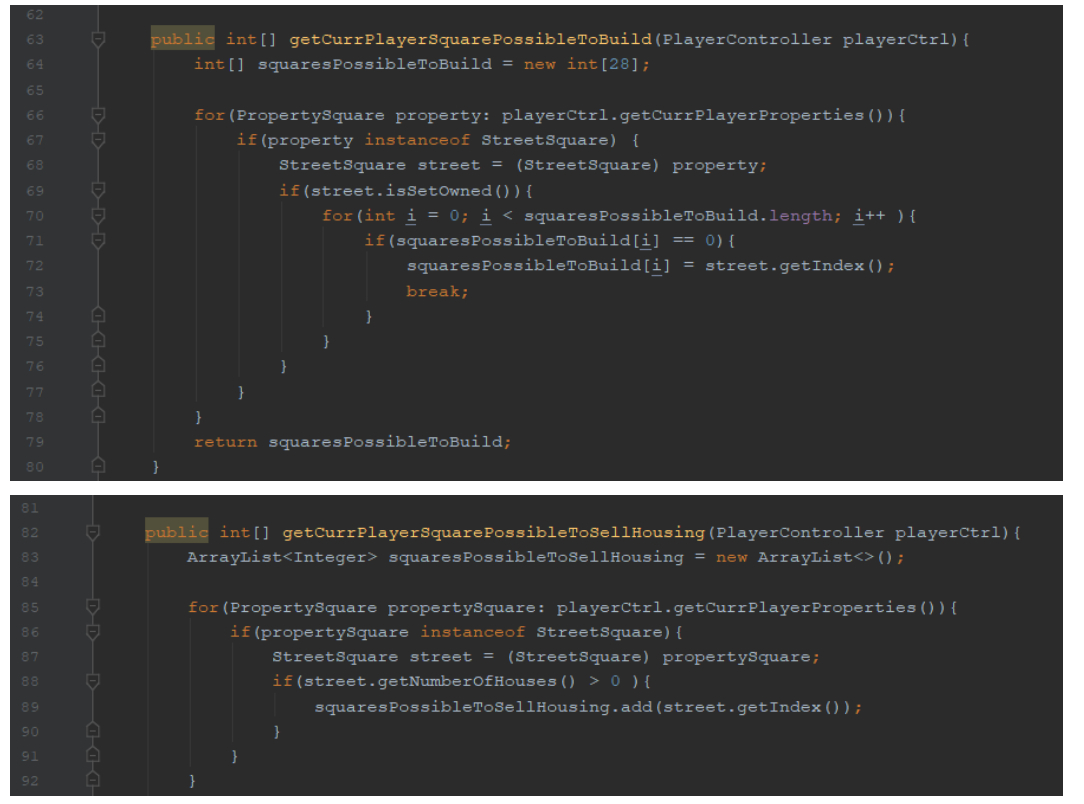 62
63 public int[] getCurrPlayerSquarePossibleToBuild(PlayerController playerCtrl){
64 int[] squaresPossibleToBuild = new int[28];
65
66 for(PropertySquare property: playerCtrl.getCurrPlayerProperties()){
67 if(property instanceof StreetSquare) {
68 StreetSquare street = (StreetSquare) property;
69 if(street.isSetOwned()){
70 for(int i = 0; i < squaresPossibleToBuild.length; i++ ){
71 if(squaresPossibleToBuild[i] == 0){
72 squaresPossibleToBuild[i] = street.getIndex();
73 break;
74 }
75 }
76 }
77 }
78 }
79 return squaresPossibleToBuild;
80 }
81
82 public int[] getCurrPlayerSquarePossibleToSellHousing(PlayerController playerCtrl){
83 ArrayList<Integer> squaresPossibleToSellHousing = new ArrayList<>();
84
85 for(PropertySquare propertySquare: playerCtrl.getCurrPlayerProperties()){
86 if(propertySquare instanceof StreetSquare){
87 StreetSquare street = (StreetSquare) propertySquare;
88 if(street.getNumberOfHouses() > 0 ){
89 squaresPossibleToSellHousing.add(street.getIndex());
90 }
91 }
92 }